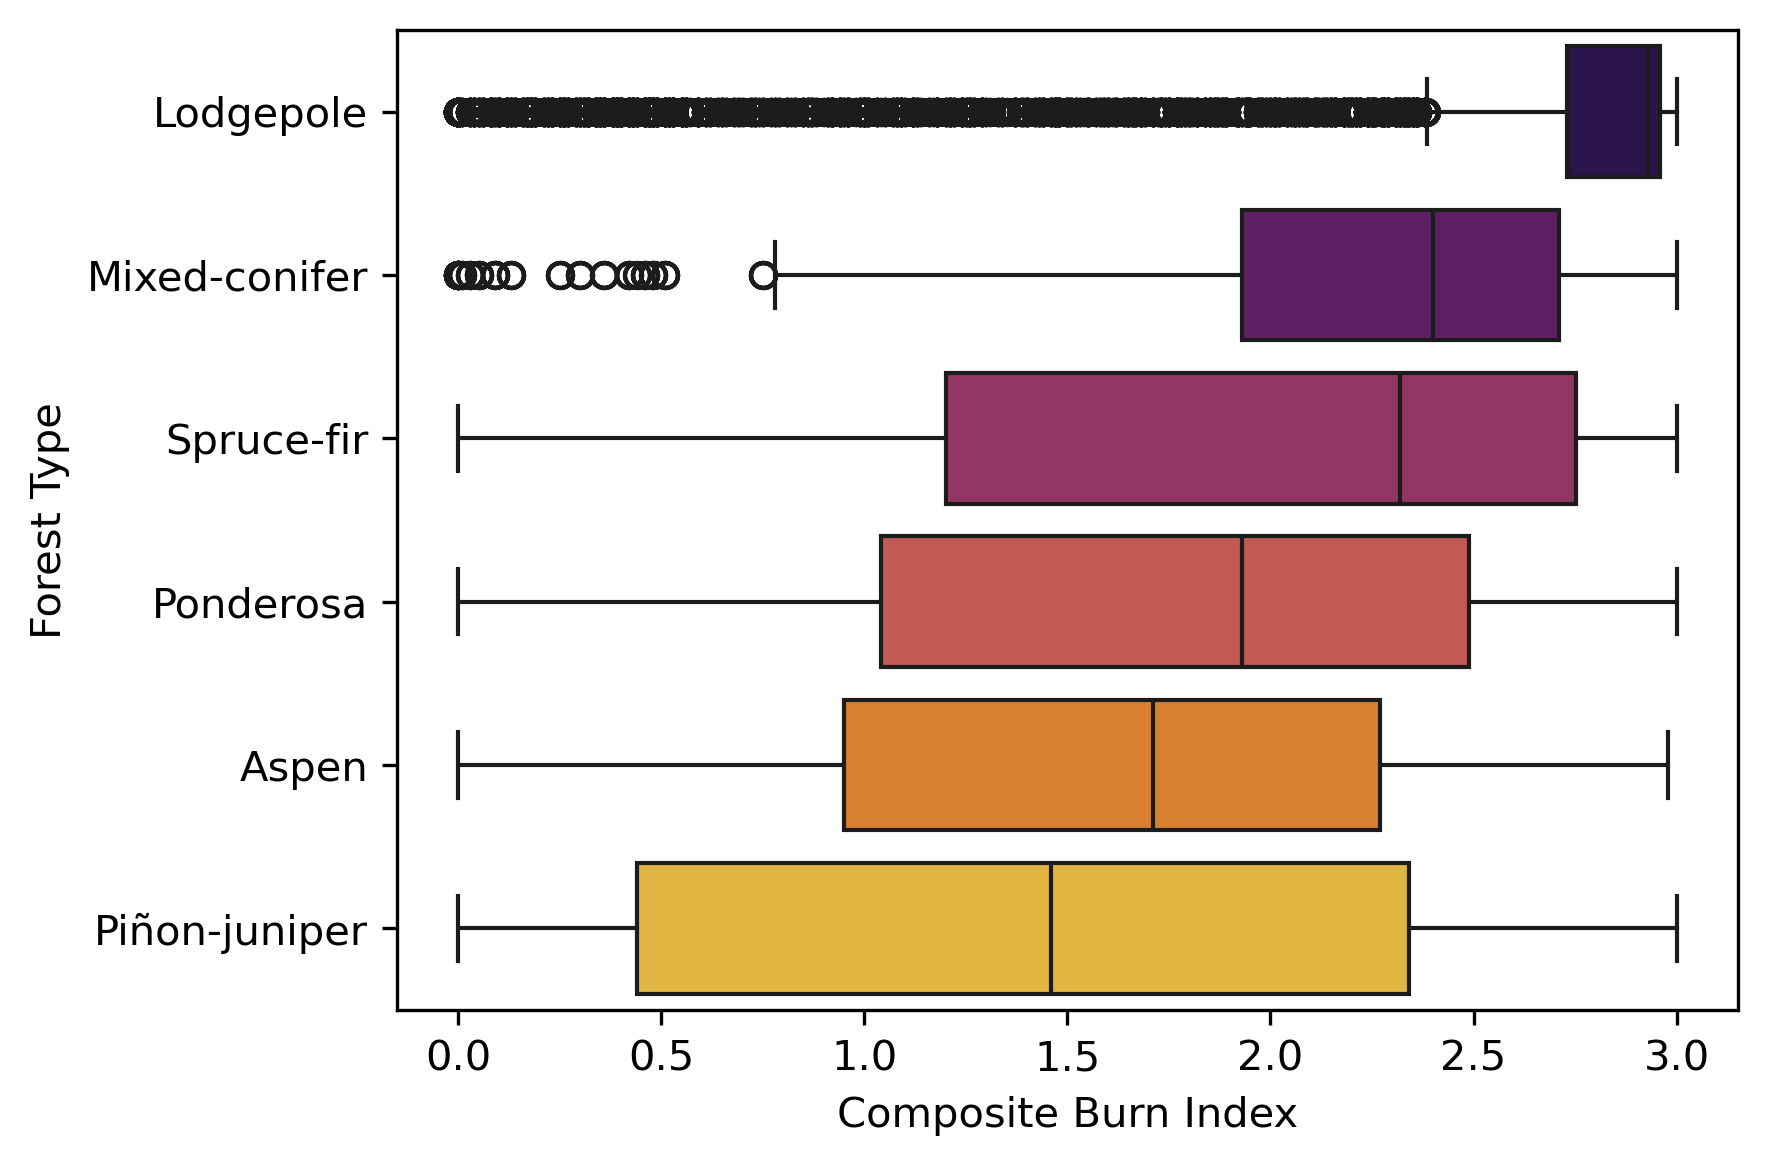 Forest Type
Lodgepole
Mixed-conifer
Spruce-fir
Ponderosa
Aspen
Piñon-juniper
0.0 0.5 1.0 1.5 2.0 2.5 3.0
Composite Burn Index